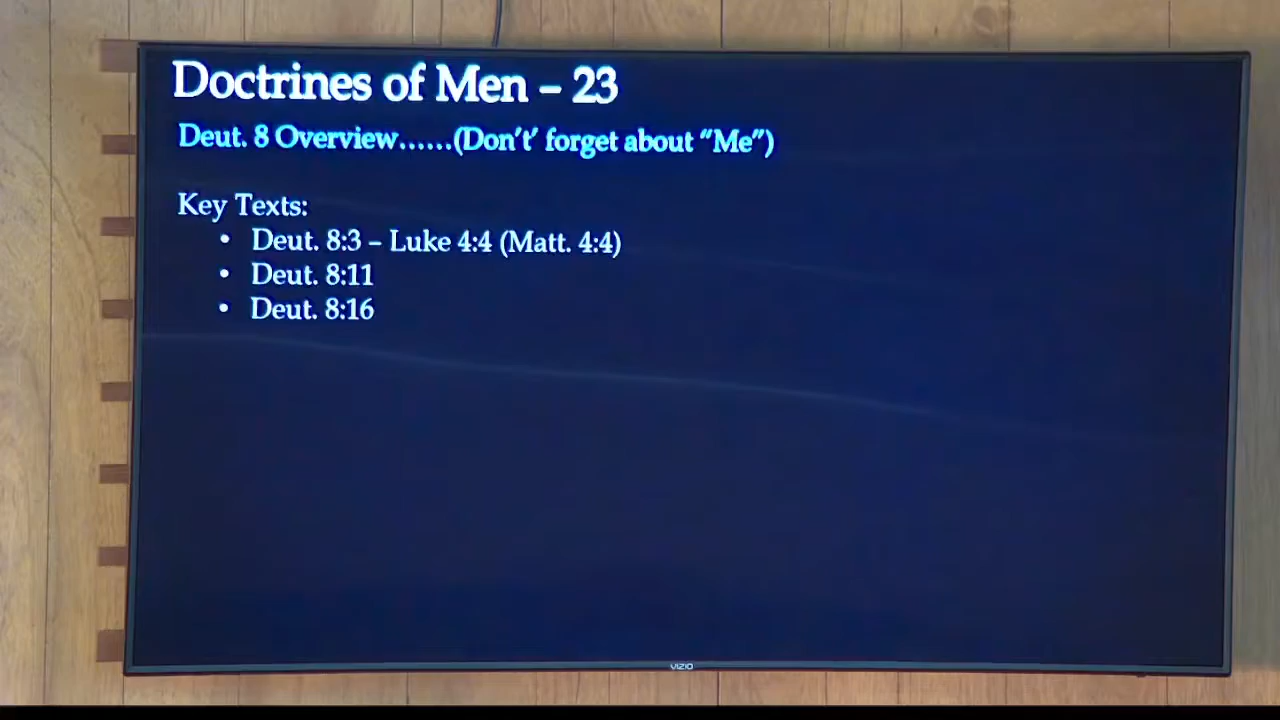 Doctrines of Men – 23
Deut. 8 Overview……(Don't' forget about “Me”)
Key Texts:
• Deut. 8:3 – Luke 4:4 (Matt. 4:4)
• Deut. 8:11
• Deut. 8:16
VIZIO